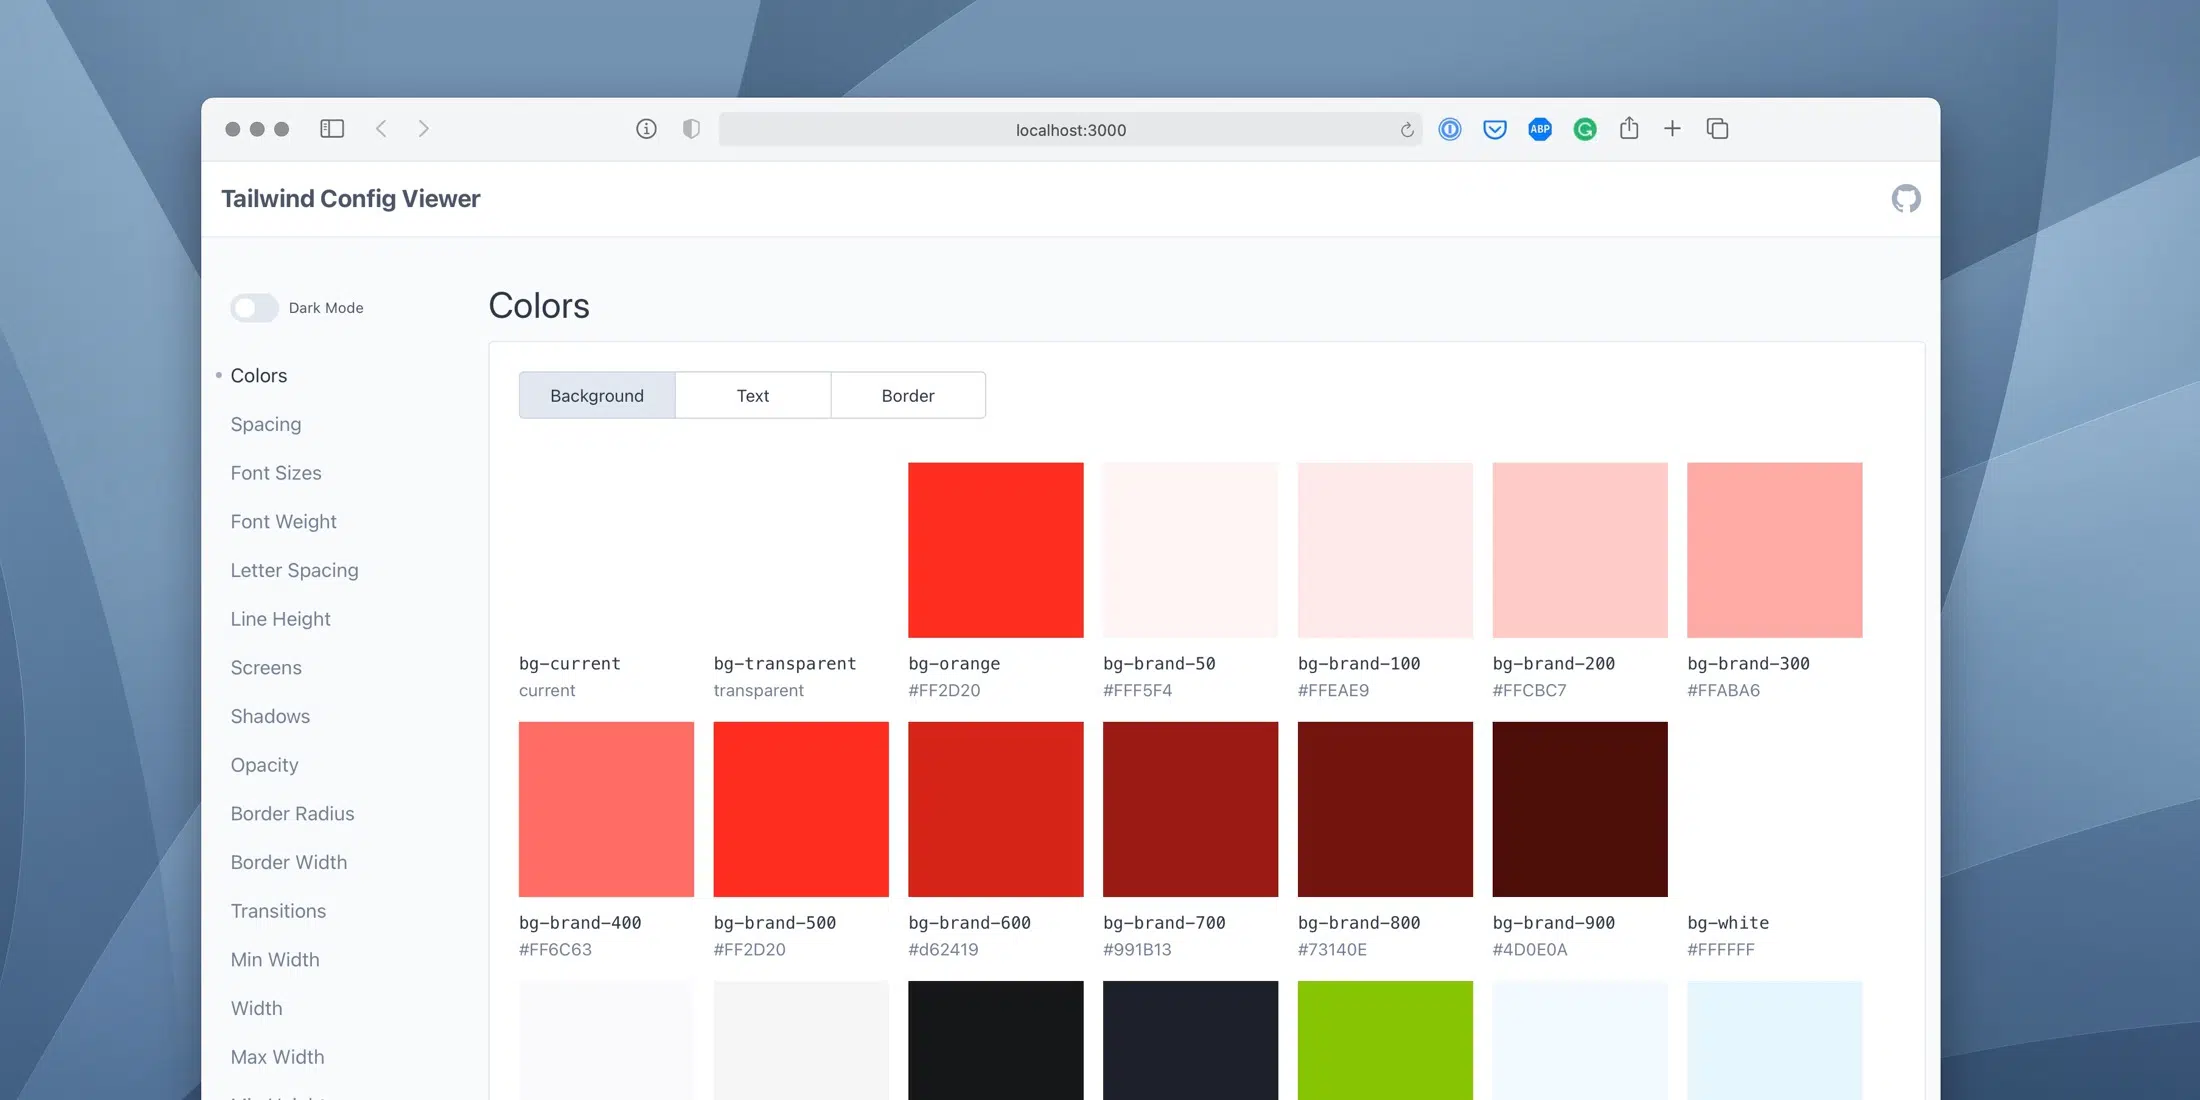 localhost:3000
ABP
Tailwind Config Viewer
Dark Mode
Colors
Spacing
Font Sizes
Font Weight
Letter Spacing
Line Height
Screens
Shadows
Opacity
Border Radius
Border Width
Transitions
Min Width
Width
Max Width
Colors
Background Text Border
bg-current bg-transparent bg-orange bg-brand-50 bg-brand-100 bg-brand-200 bg-brand-300
current transparent #FF2D20 #FFF5F4 #FFEAE9 #FFCBC7 #FFABA6
bg-brand-400 bg-brand-500 bg-brand-600 bg-brand-700 bg-brand-800 bg-brand-900 bg-white
#FF6C63 #FF2D20 #d62419 #991B13 #73140E #4D0E0A #FFFFFF